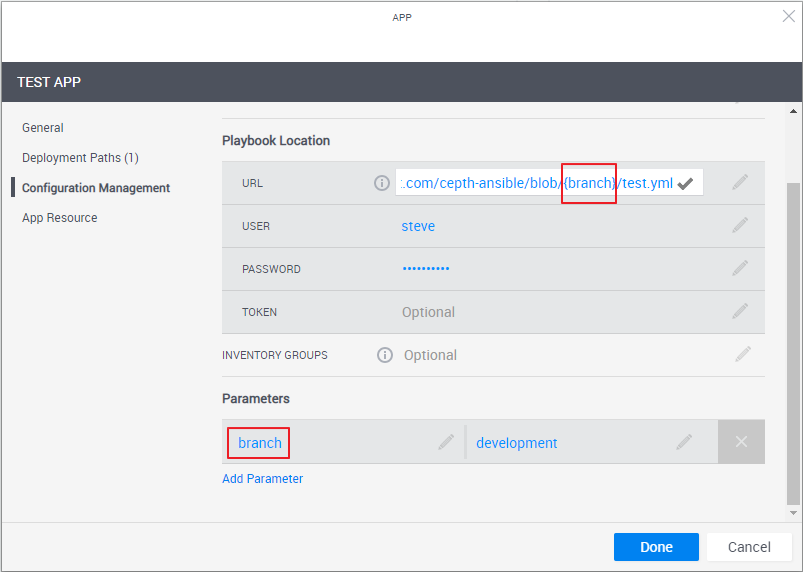 APP
TEST APP
General
Deployment Paths (1)
Configuration Management
App Resource
Playbook Location
URL
:.com/cepth-ansible/blob/{branch}/test.yml
USER
steve
PASSWORD
••••••••••
TOKEN
Optional
INVENTORY GROUPS
Optional
Parameters
branch
development
Add Parameter
Done
Cancel